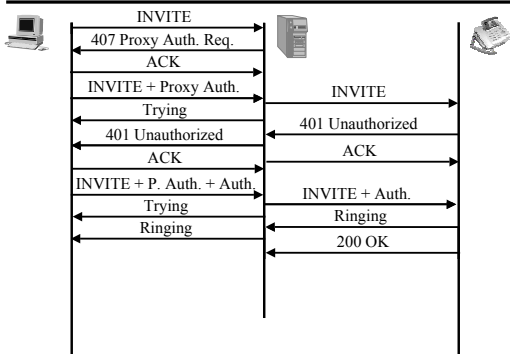 INVITE
407 Proxy Auth. Req.
ACK
INVITE + Proxy Auth.
INVITE
Trying
401 Unauthorized
401 Unauthorized
ACK
ACK
INVITE + P. Auth. + Auth.
INVITE + Auth.
Trying
Ringing
Ringing
200 OK